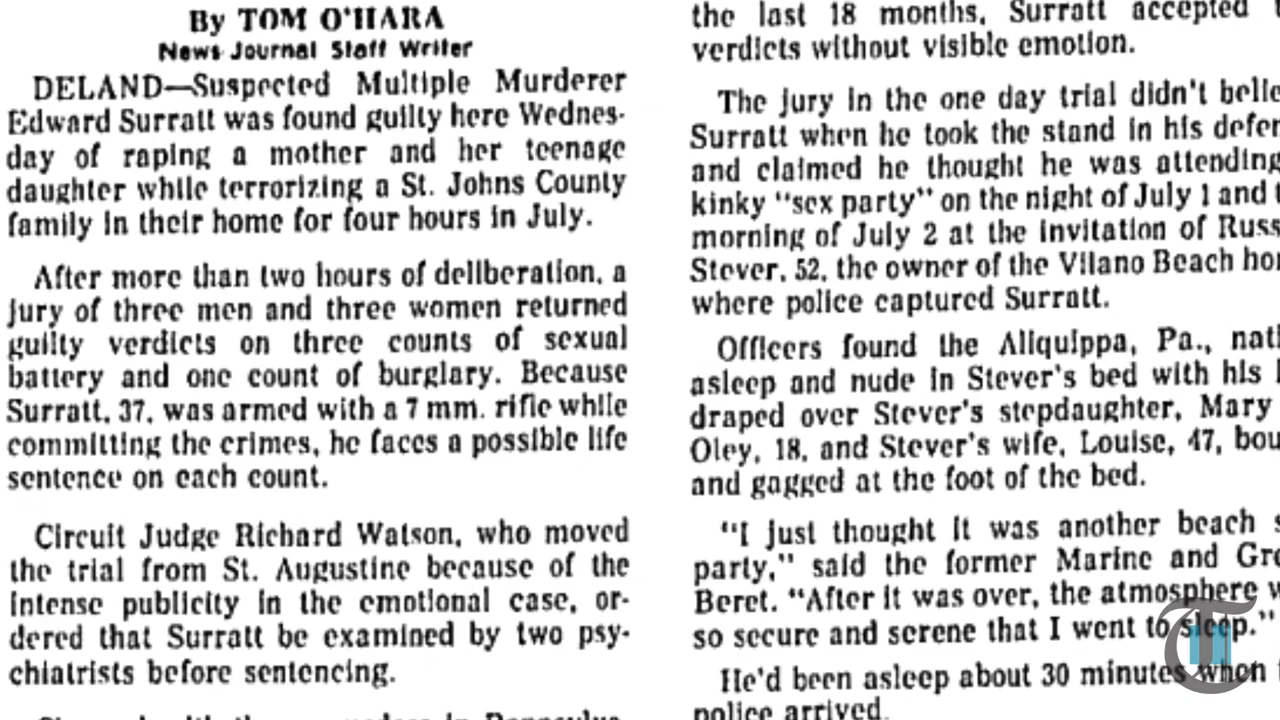 By TOM O'HARA
News-Journal Staff Writer
DELAND—Suspected Multiple Murderer
Edward Surratt was found guilty here Wednes-
day of raping a mother and her teenage
daughter while terrorizing a St. Johns County
family in their home for four hours in July.
After more than two hours of deliberation, a
jury of three men and three women returned
guilty verdicts on three counts of sexual
battery and one count of burglary. Because
Surratt, 37, was armed with a 7 mm. rifle while
committing the crimes, he faces a possible life
sentence on each count.
Circuit Judge Richard Watson, who moved
the trial from St. Augustine because of the
intense publicity in the emotional case, or-
dered that Surratt be examined by two psy-
chiatrists before sentencing.
the last 18 months, Surratt accepted
verdicts without visible emotion.
The jury in the one day trial didn't belie
Surratt when he took the stand in his defen
and claimed he thought he was attending
kinky "sex party" on the night of July 1 and
morning of July 2 at the invitation of Russ
Stever, 52, the owner of the Vilano Beach ho
where police captured Surratt.
Officers found the Aliquippa, Pa., nati
asleep and nude in Stever's bed with his
draped over Stever's stepdaughter, Mary
Oley, 18, and Stever's wife, Louise, 47, bou
and gagged at the foot of the bed.
"I just thought it was another beach s
party," said the former Marine and Gre
Beret. "After it was over, the atmosphere w
so secure and serene that I went to sleep."
He'd been asleep about 30 minutes when
police arrived.